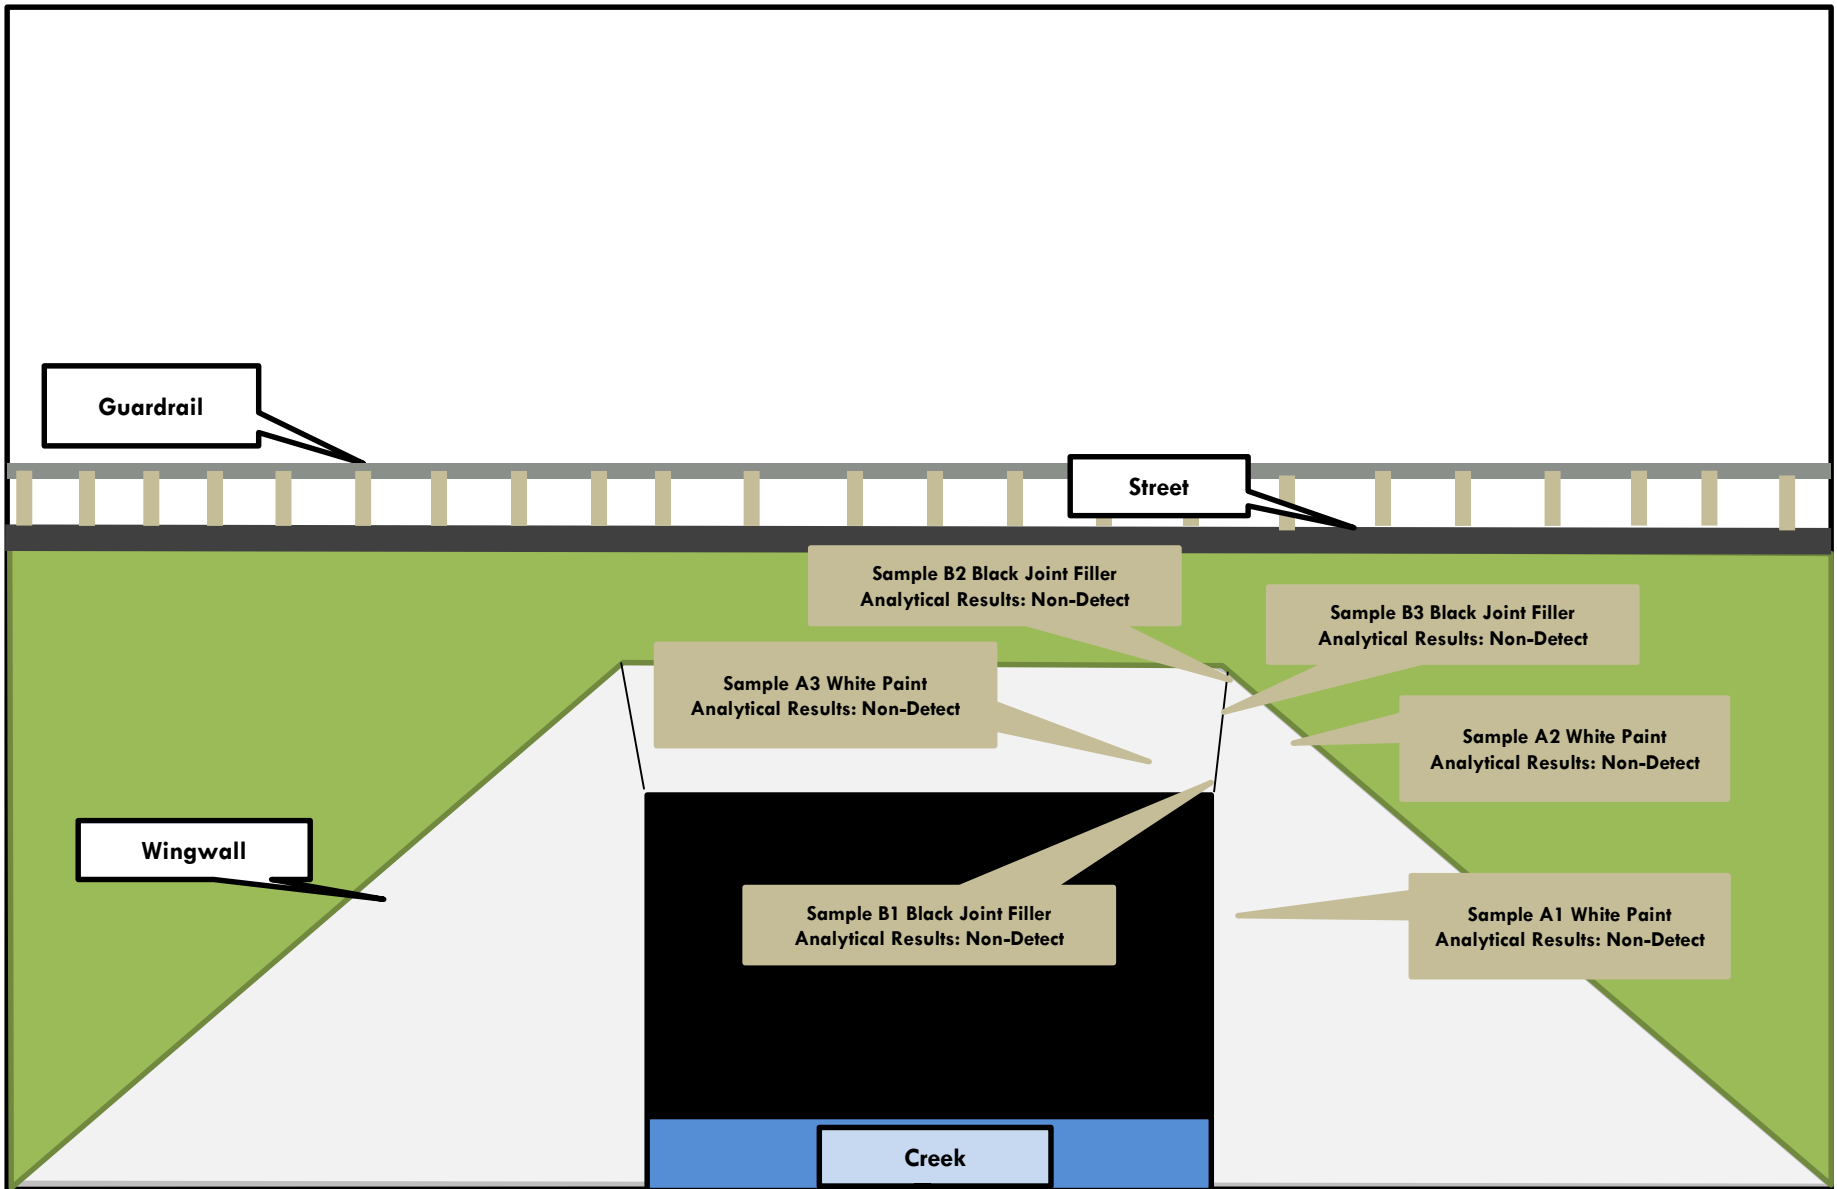 Guardrail
Street
Sample B2 Black Joint Filler
Analytical Results: Non-Detect
Sample B3 Black Joint Filler
Analytical Results: Non-Detect
Sample A3 White Paint
Analytical Results: Non-Detect
Sample A2 White Paint
Analytical Results: Non-Detect
Wingwall
Sample B1 Black Joint Filler
Analytical Results: Non-Detect
Sample A1 White Paint
Analytical Results: Non-Detect
Creek